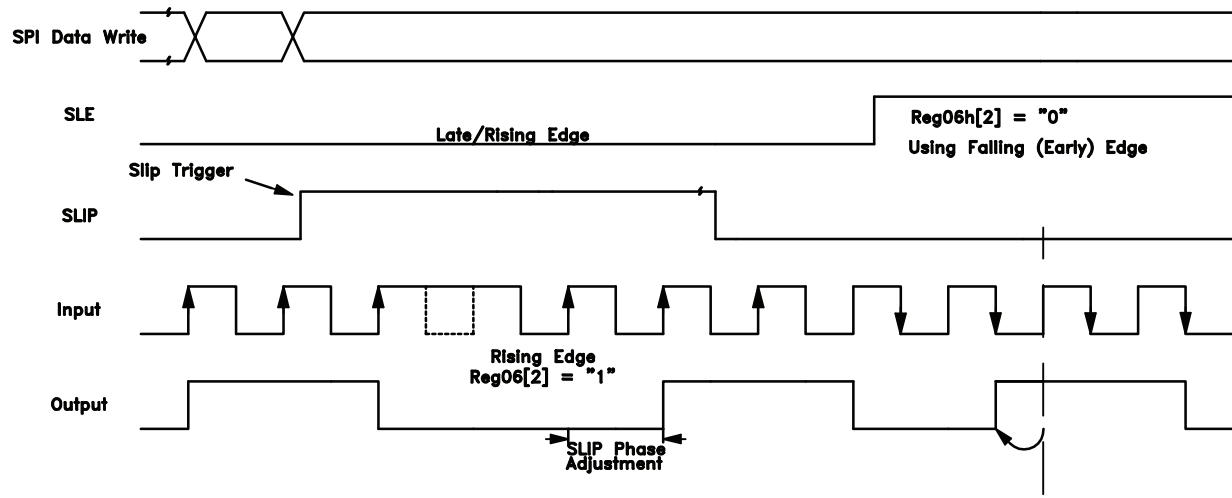 SPI Data Write
SLE
Late/Rising Edge
Reg06h[2] = "0"
Using Falling (Early) Edge
Slip Trigger
SLIP
Input
Rising Edge
Reg06[2] = "1"
Output
SLIP Phase
Adjustment